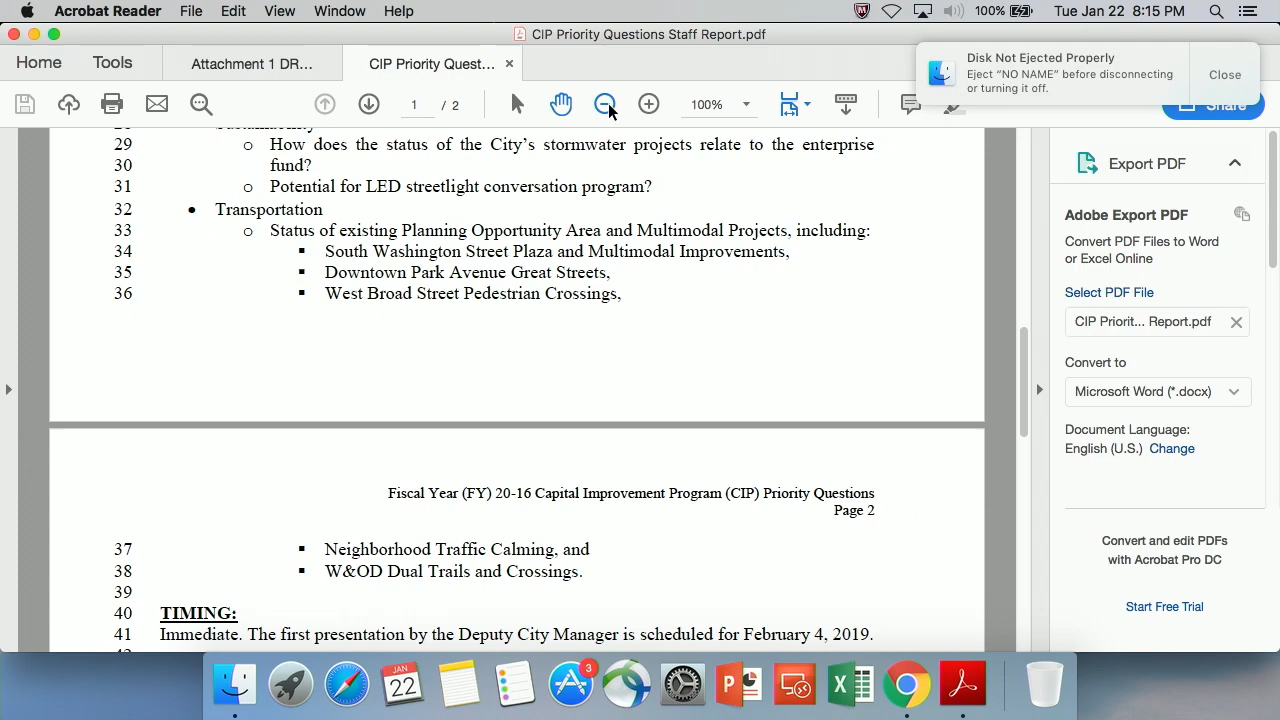 Acrobat Reader File Edit View Window Help 100% Tue Jan 22 8:15 PM
CIP Priority Questions Staff Report.pdf
Home Tools Attachment 1 DR... CIP Priority Quest... ×
Disk Not Ejected Properly
Eject “NO NAME” before disconnecting
or turning it off.
Close
1 / 2 100% Share
29 o How does the status of the City’s stormwater projects relate to the enterprise
30 fund?
31 o Potential for LED streetlight conversation program?
32 • Transportation
33 o Status of existing Planning Opportunity Area and Multimodal Projects, including:
34 ▪ South Washington Street Plaza and Multimodal Improvements,
35 ▪ Downtown Park Avenue Great Streets,
36 ▪ West Broad Street Pedestrian Crossings,
Fiscal Year (FY) 20-16 Capital Improvement Program (CIP) Priority Questions
Page 2
37 ▪ Neighborhood Traffic Calming, and
38 ▪ W&OD Dual Trails and Crossings.
39
40 TIMING:
41 Immediate. The first presentation by the Deputy City Manager is scheduled for February 4, 2019.
Export PDF
Adobe Export PDF
Convert PDF Files to Word
or Excel Online
Select PDF File
CIP Priorit... Report.pdf
Convert to
Microsoft Word (*.docx)
Document Language:
English (U.S.) Change
Convert and edit PDFs
with Acrobat Pro DC
Start Free Trial
JAN
22
3